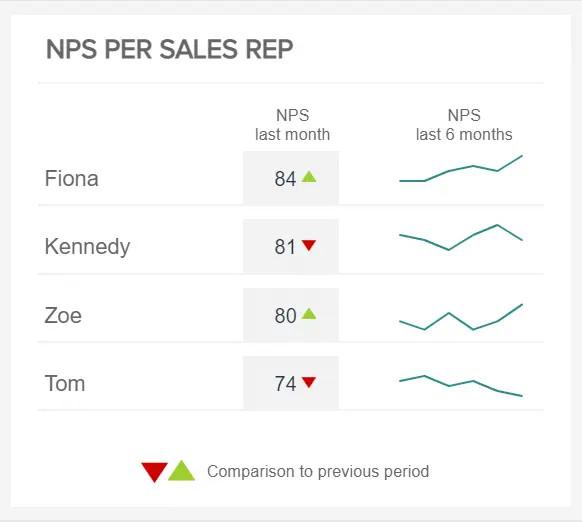 NPS PER SALES REP
NPS
last month
NPS
last 6 months
Fiona 84
Kennedy 81
Zoe 80
Tom 74
Comparison to previous period